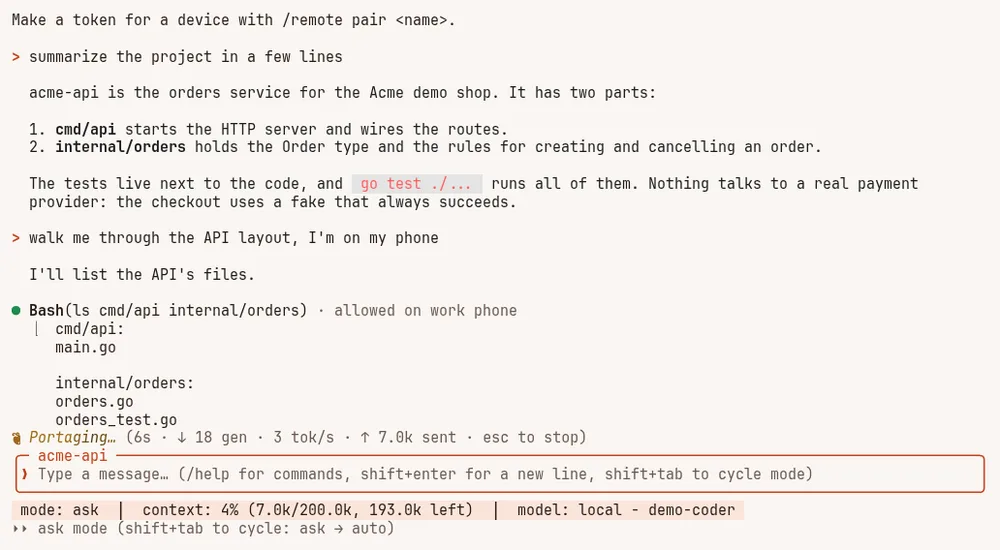 Make a token for a device with /remote pair <name>.
> summarize the project in a few lines
acme-api is the orders service for the Acme demo shop. It has two parts:
1. cmd/api starts the HTTP server and wires the routes.
2. internal/orders holds the Order type and the rules for creating and cancelling an order.
The tests live next to the code, and go test ./... runs all of them. Nothing talks to a real payment
provider: the checkout uses a fake that always succeeds.
> walk me through the API layout, I'm on my phone
I'll list the API's files.
● Bash(ls cmd/api internal/orders) · allowed on work phone
cmd/api:
main.go
internal/orders:
orders.go
orders_test.go
Portaging… (6s · ↓ 18 gen · 3 tok/s · ↑ 7.0k sent · esc to stop)
acme-api
❯ Type a message… (/help for commands, shift+enter for a new line, shift+tab to cycle mode)
mode: ask | context: 4% (7.0k/200.0k, 193.0k left) | model: local - demo-coder
▸▸ ask mode (shift+tab to cycle: ask → auto)